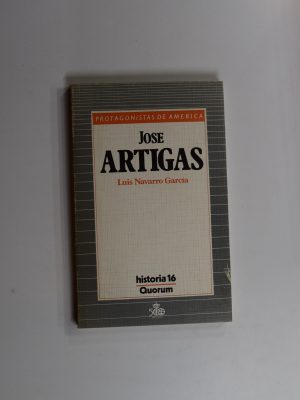 PROTAGONISTAS DE AMERICA
JOSE
ARTIGAS
Luis Navarro García
historia 16
Quorum